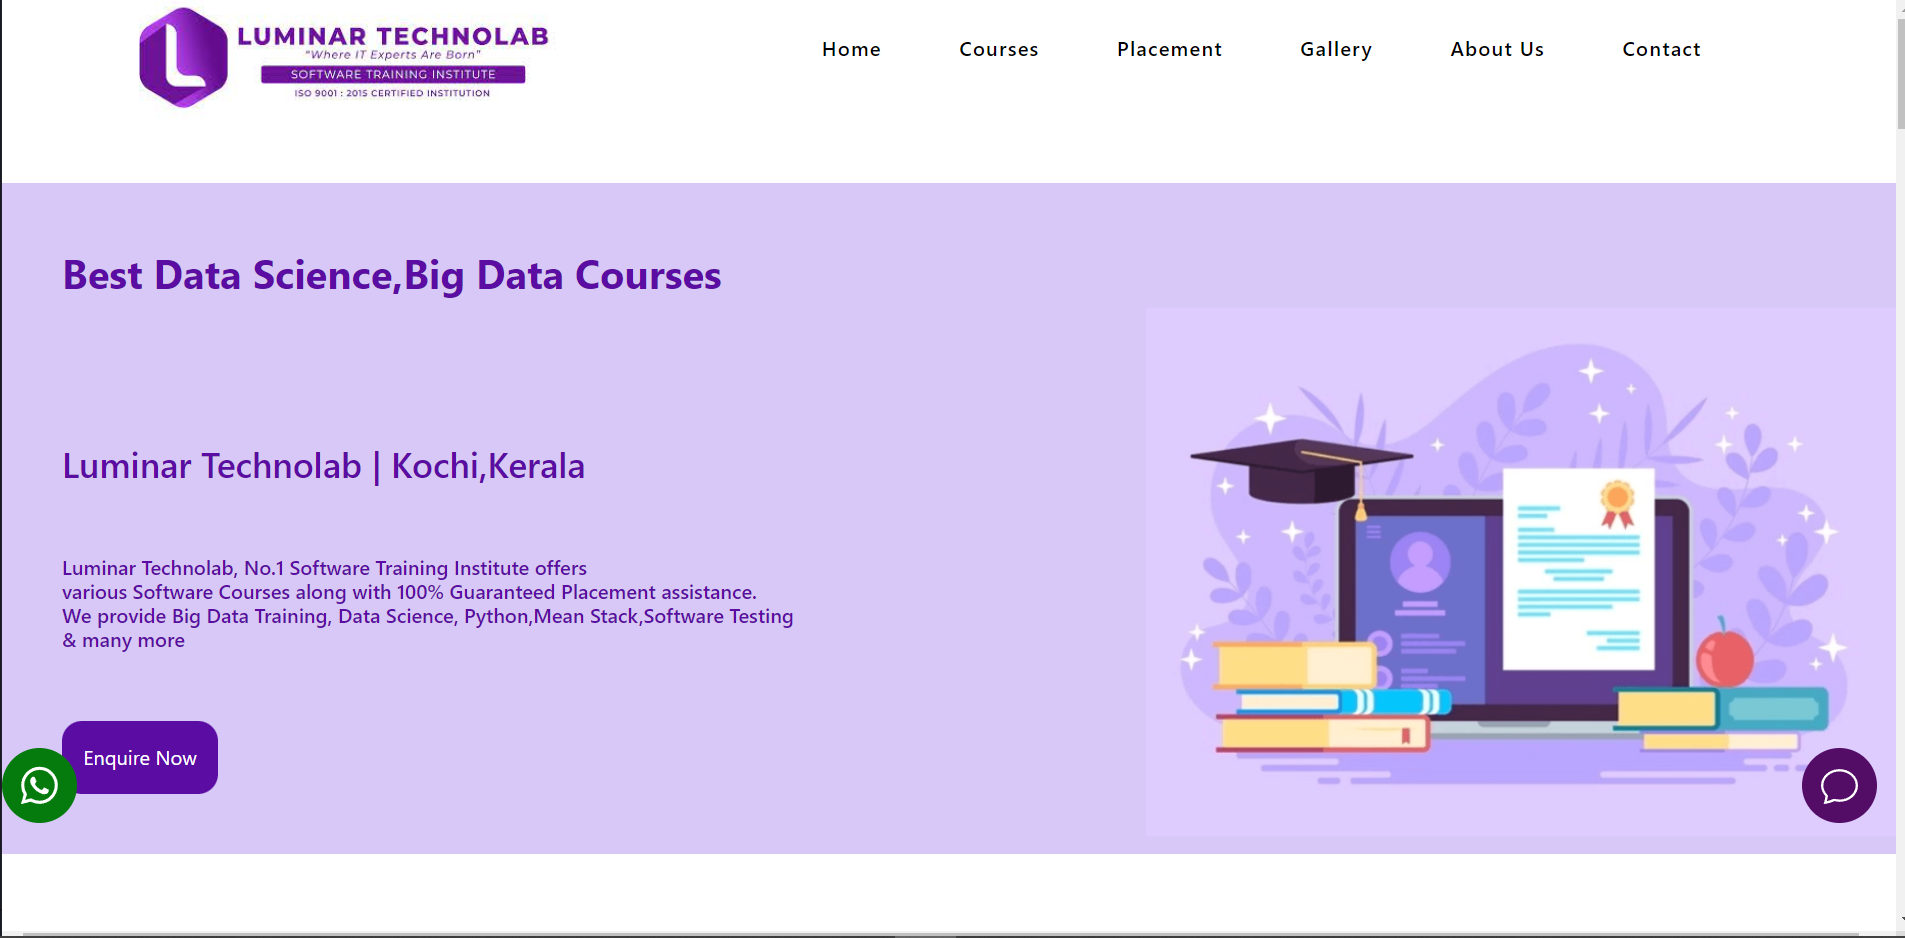 LUMINAR TECHNOLAB
"Where IT Experts Are Born"
SOFTWARE TRAINING INSTITUTE
ISO 9001 : 2015 CERTIFIED INSTITUTION
Home Courses Placement Gallery About Us Contact
Best Data Science,Big Data Courses
Luminar Technolab | Kochi,Kerala
Luminar Technolab, No.1 Software Training Institute offers
various Software Courses along with 100% Guaranteed Placement assistance.
We provide Big Data Training, Data Science, Python,Mean Stack,Software Testing
& many more
Enquire Now